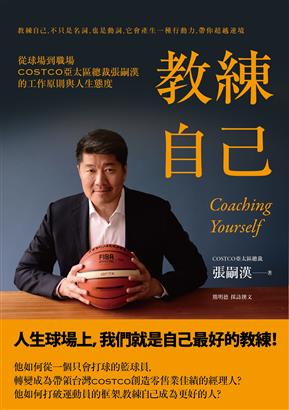 教練自己,不只是名詞,也是動詞,它會產生一種行動力,帶你超越逆境
從球場到職場
COSTCO亞太區總裁張嗣漢
的工作原則與人生態度
教練
自己
Coaching
Yourself
COSTCO亞太區總裁
張嗣漢——著
熊明德 採訪撰文
FIBA
人生球場上,我們就是自己最好的教練!
他如何從一個只會打球的籃球員,
轉變成為帶領台灣COSTCO創造零售業佳績的經理人?
他如何打破運動員的框架,教練自己成為更好的人?